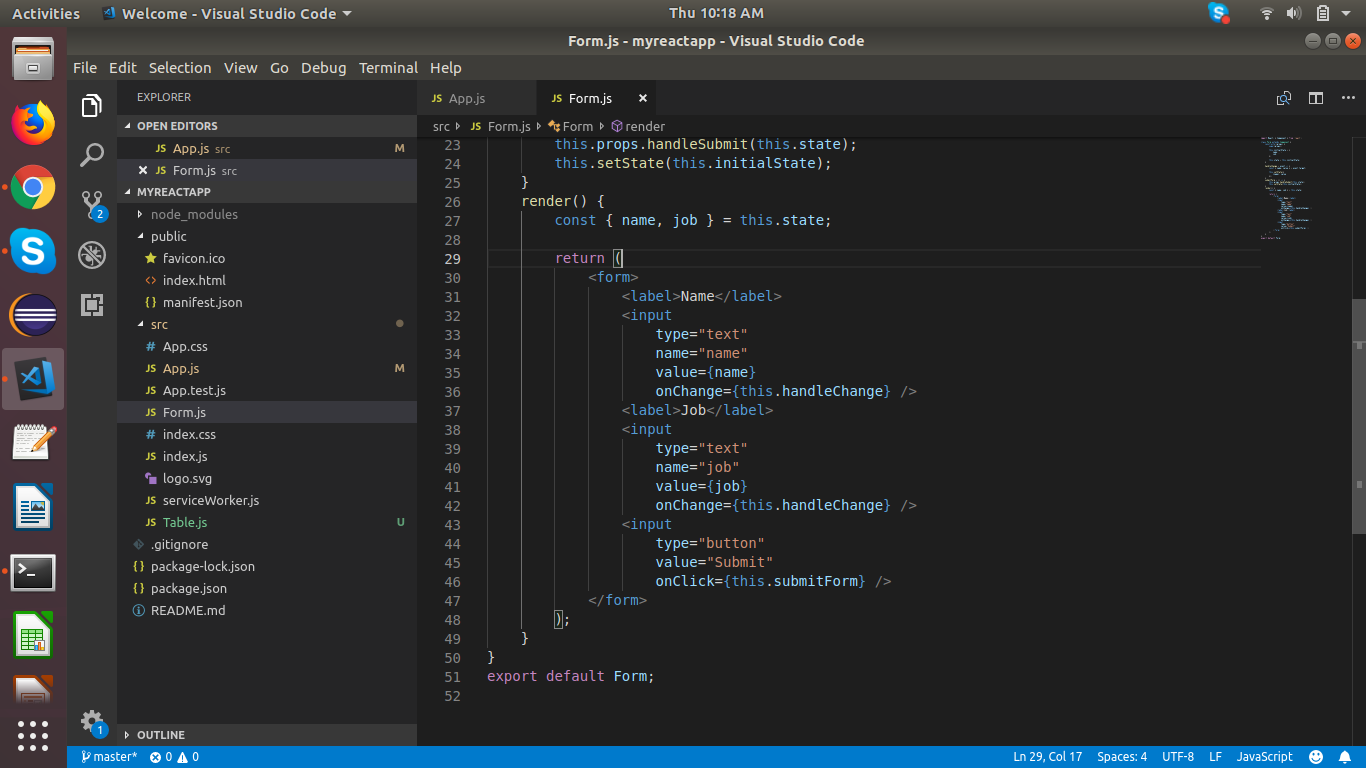 Activities Welcome - Visual Studio Code Thu 10:18 AM
Form.js - myreactapp - Visual Studio Code
File Edit Selection View Go Debug Terminal Help
EXPLORER
OPEN EDITORS
App.js src M
Form.js src
MYREACTAPP
node_modules
public
favicon.ico
index.html
manifest.json
src
App.css
App.js M
App.test.js
Form.js
index.css
index.js
logo.svg
serviceWorker.js
Table.js U
.gitignore
package-lock.json
package.json
README.md
OUTLINE
2
1
JS App.js JS Form.js
src JS Form.js Form render
23 this.props.handleSubmit(this.state);
24 this.setState(this.initialState);
25 }
26 render() {
27 const { name, job } = this.state;
28
29 return (
30 <form>
31 <label>Name</label>
32 <input
33 type="text"
34 name="name"
35 value={name}
36 onChange={this.handleChange} />
37 <label>Job</label>
38 <input
39 type="text"
40 name="job"
41 value={job}
42 onChange={this.handleChange} />
43 <input
44 type="button"
45 value="Submit"
46 onClick={this.submitForm} />
47 </form>
48 );
49 }
50 }
51 export default Form;
52
master* 0 0 Ln 29, Col 17 Spaces: 4 UTF-8 LF JavaScript